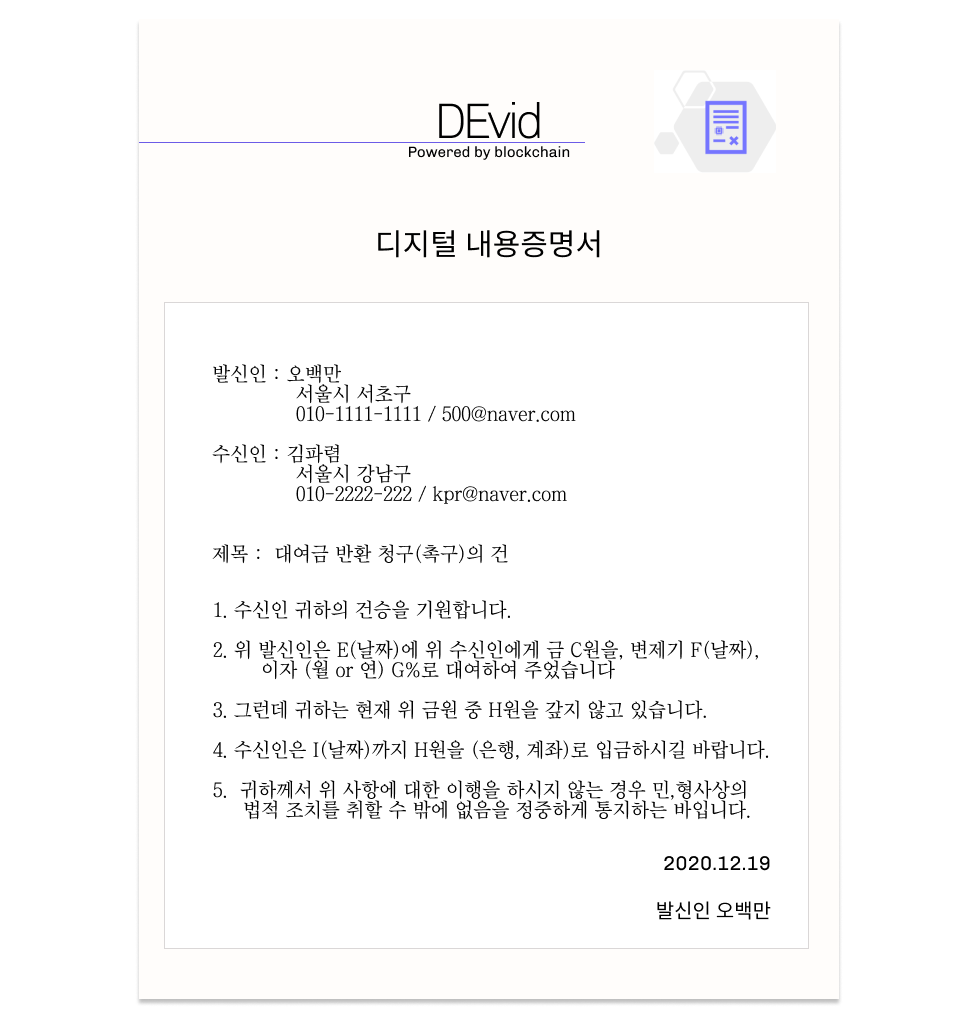 DEvid
Powered by blockchain
디지털 내용증명서
발신인 : 오백만
서울시 서초구
010-1111-1111 / 500@naver.com
수신인 : 김파렴
서울시 강남구
010-2222-222 / kpr@naver.com
제목 : 대여금 반환 청구(촉구)의 건
1. 수신인 귀하의 건승을 기원합니다.
2. 위 발신인은 E(날짜)에 위 수신인에게 금 C원을, 변제기 F(날짜),
이자 (월 or 연) G%로 대여하여 주었습니다
3. 그런데 귀하는 현재 위 금원 중 H원을 갚지 않고 있습니다.
4. 수신인은 I(날짜)까지 H원을 (은행, 계좌)로 입금하시길 바랍니다.
5. 귀하께서 위 사항에 대한 이행을 하시지 않는 경우 민,형사상의
법적 조치를 취할 수 밖에 없음을 정중하게 통지하는 바입니다.
2020.12.19
발신인 오백만